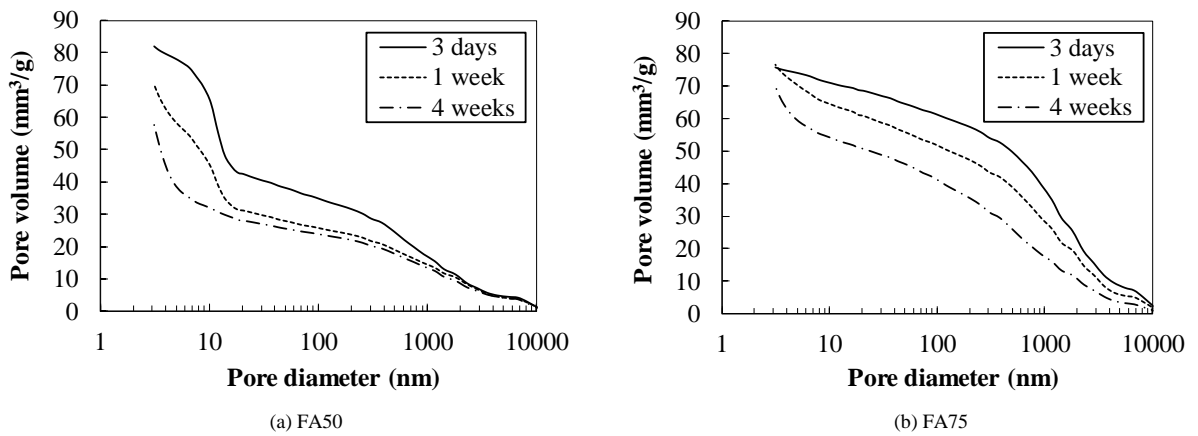 90
80
70
60
50
40
30
20
10
0
Pore volume (mm³/g)
3 days
1 week
4 weeks
1 10 100 1000 10000
Pore diameter (nm)
(a) FA50
90
80
70
60
50
40
30
20
10
0
Pore volume (mm³/g)
3 days
1 week
4 weeks
1 10 100 1000 10000
Pore diameter (nm)
(b) FA75